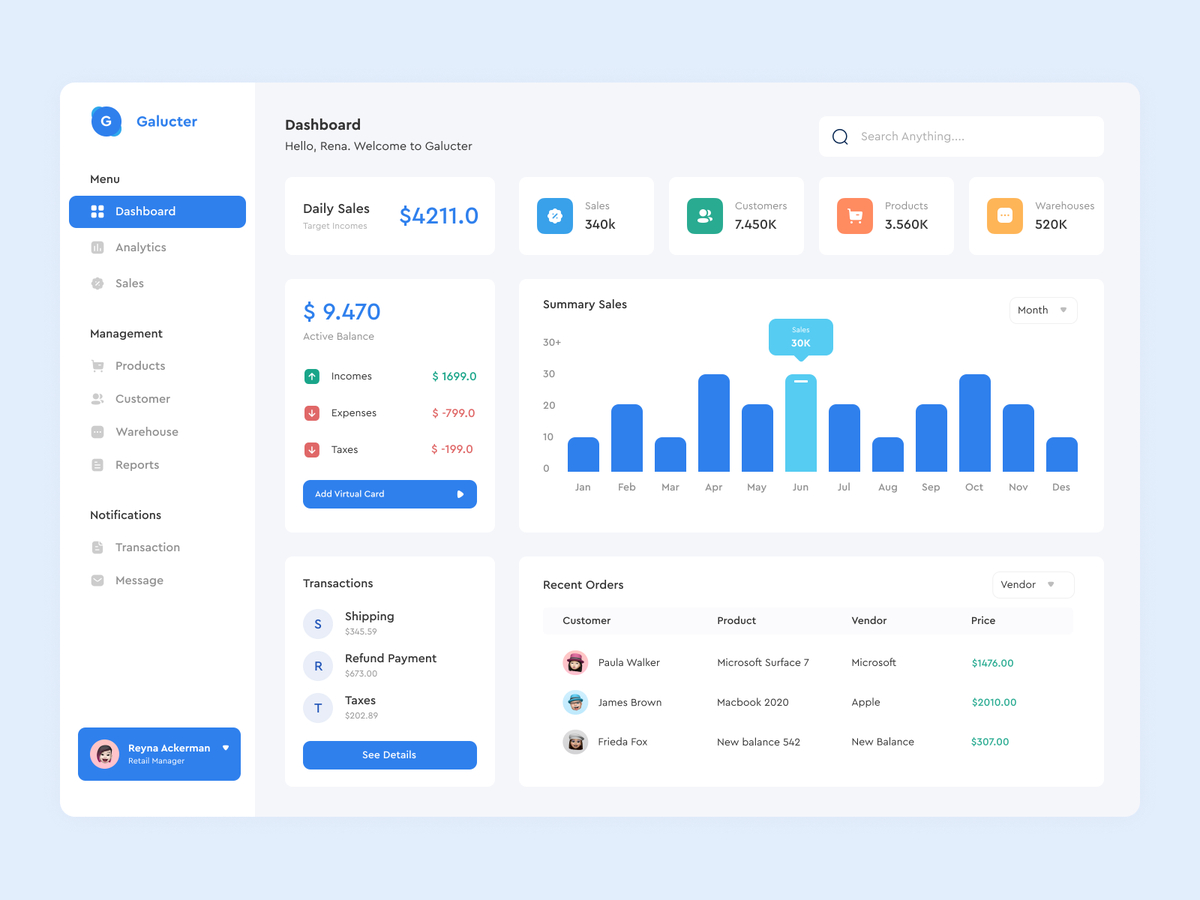 G Galucter
Menu
Dashboard
Analytics
Sales
Management
Products
Customer
Warehouse
Reports
Notifications
Transaction
Message
Reyna Ackerman
Retail Manager
Dashboard
Hello, Rena. Welcome to Galucter
Search Anything....
Daily Sales
Target Incomes
$4211.0
Sales
340k
Customers
7.450K
Products
3.560K
Warehouses
520K
$ 9.470
Active Balance
Incomes $ 1699.0
Expenses $ -799.0
Taxes $ -199.0
Add Virtual Card
Summary Sales
Month
Sales
30K
30+
30
20
10
0
Jan Feb Mar Apr May Jun Jul Aug Sep Oct Nov Des
Transactions
S Shipping
$345.59
R Refund Payment
$673.00
T Taxes
$202.89
See Details
Recent Orders
Vendor
Customer Product Vendor Price
Paula Walker Microsoft Surface 7 Microsoft $1476.00
James Brown Macbook 2020 Apple $2010.00
Frieda Fox New balance 542 New Balance $307.00